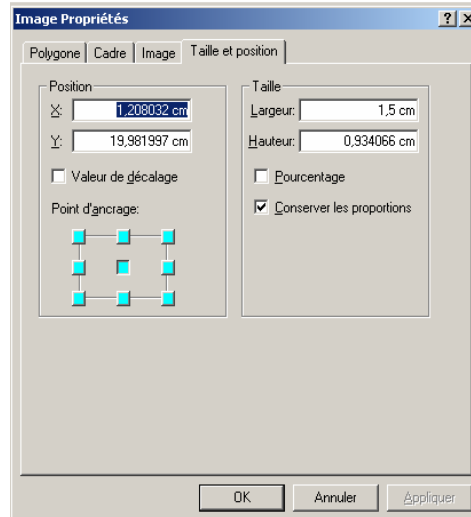 Image Propriétés
Polygone Cadre Image Taille et position
Position
X: 1,208032 cm
Y: 19,981997 cm
Valeur de décalage
Point d'ancrage:
Taille
Largeur: 1,5 cm
Hauteur: 0,934066 cm
Pourcentage
Conserver les proportions
OK Annuler Appliquer